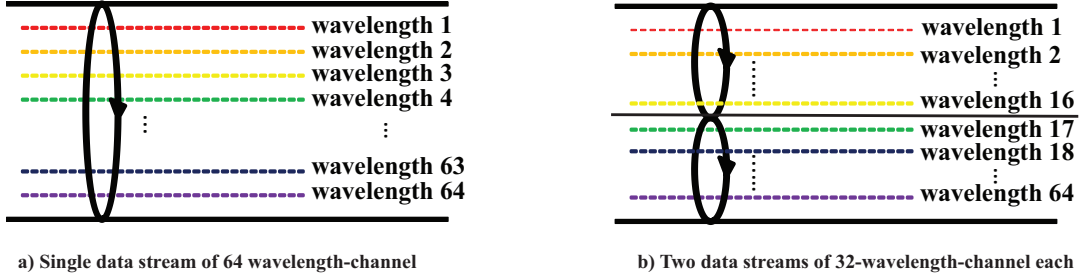 wavelength 1
wavelength 2
wavelength 3
wavelength 4
wavelength 63
wavelength 64
a) Single data stream of 64 wavelength-channel
wavelength 1
wavelength 2
wavelength 16
wavelength 17
wavelength 18
wavelength 64
b) Two data streams of 32-wavelength-channel each